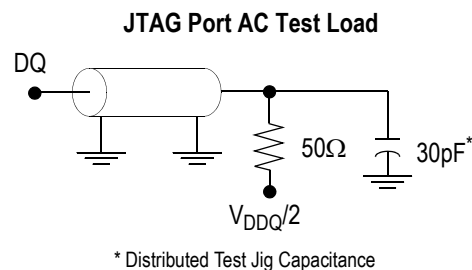 JTAG Port AC Test Load
DQ
50Ω
30pF*
VDDQ/2
* Distributed Test Jig Capacitance